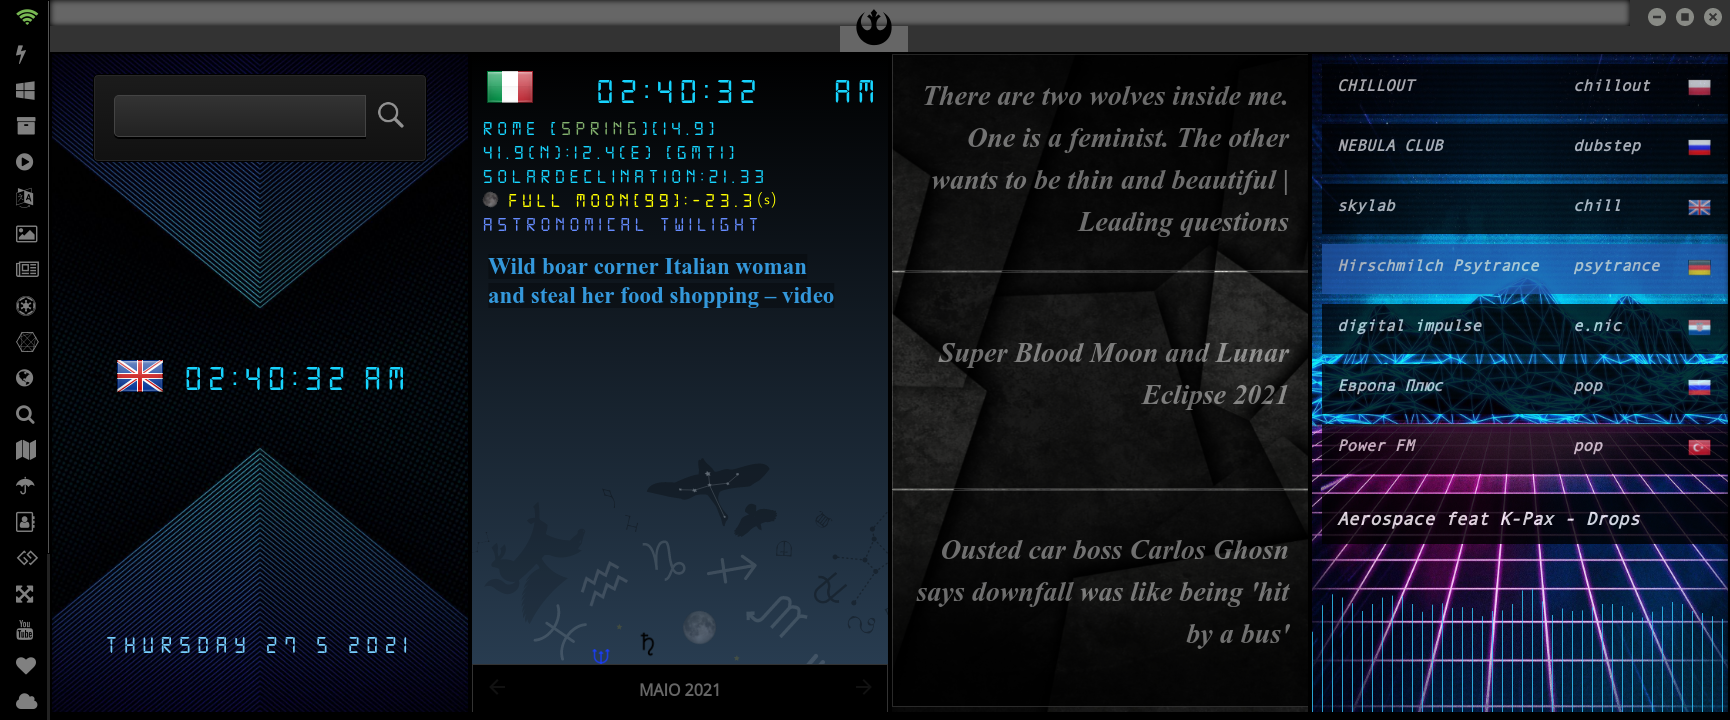 02:40:32 AM
THURSDAY 27 5 2021
02:40:32 AM
ROME [SPRING][14.9]
41.9(N):12.4(E) [GMT1]
SOLARDECLINATION:21.33
FULL MOON[99]:-23.3(s)
ASTRONOMICAL TWILIGHT
Wild boar corner Italian woman
and steal her food shopping – video
MAIO 2021
There are two wolves inside me.
One is a feminist. The other
wants to be thin and beautiful |
Leading questions
Super Blood Moon and Lunar
Eclipse 2021
Ousted car boss Carlos Ghosn
says downfall was like being 'hit
by a bus'
CHILLOUT chillout
NEBULA CLUB dubstep
skylab chill
Hirschmilch Psytrance psytrance
digital impulse e.nic
Европа Плюс pop
Power FM pop
Aerospace feat K-Pax - Drops
You
Tube